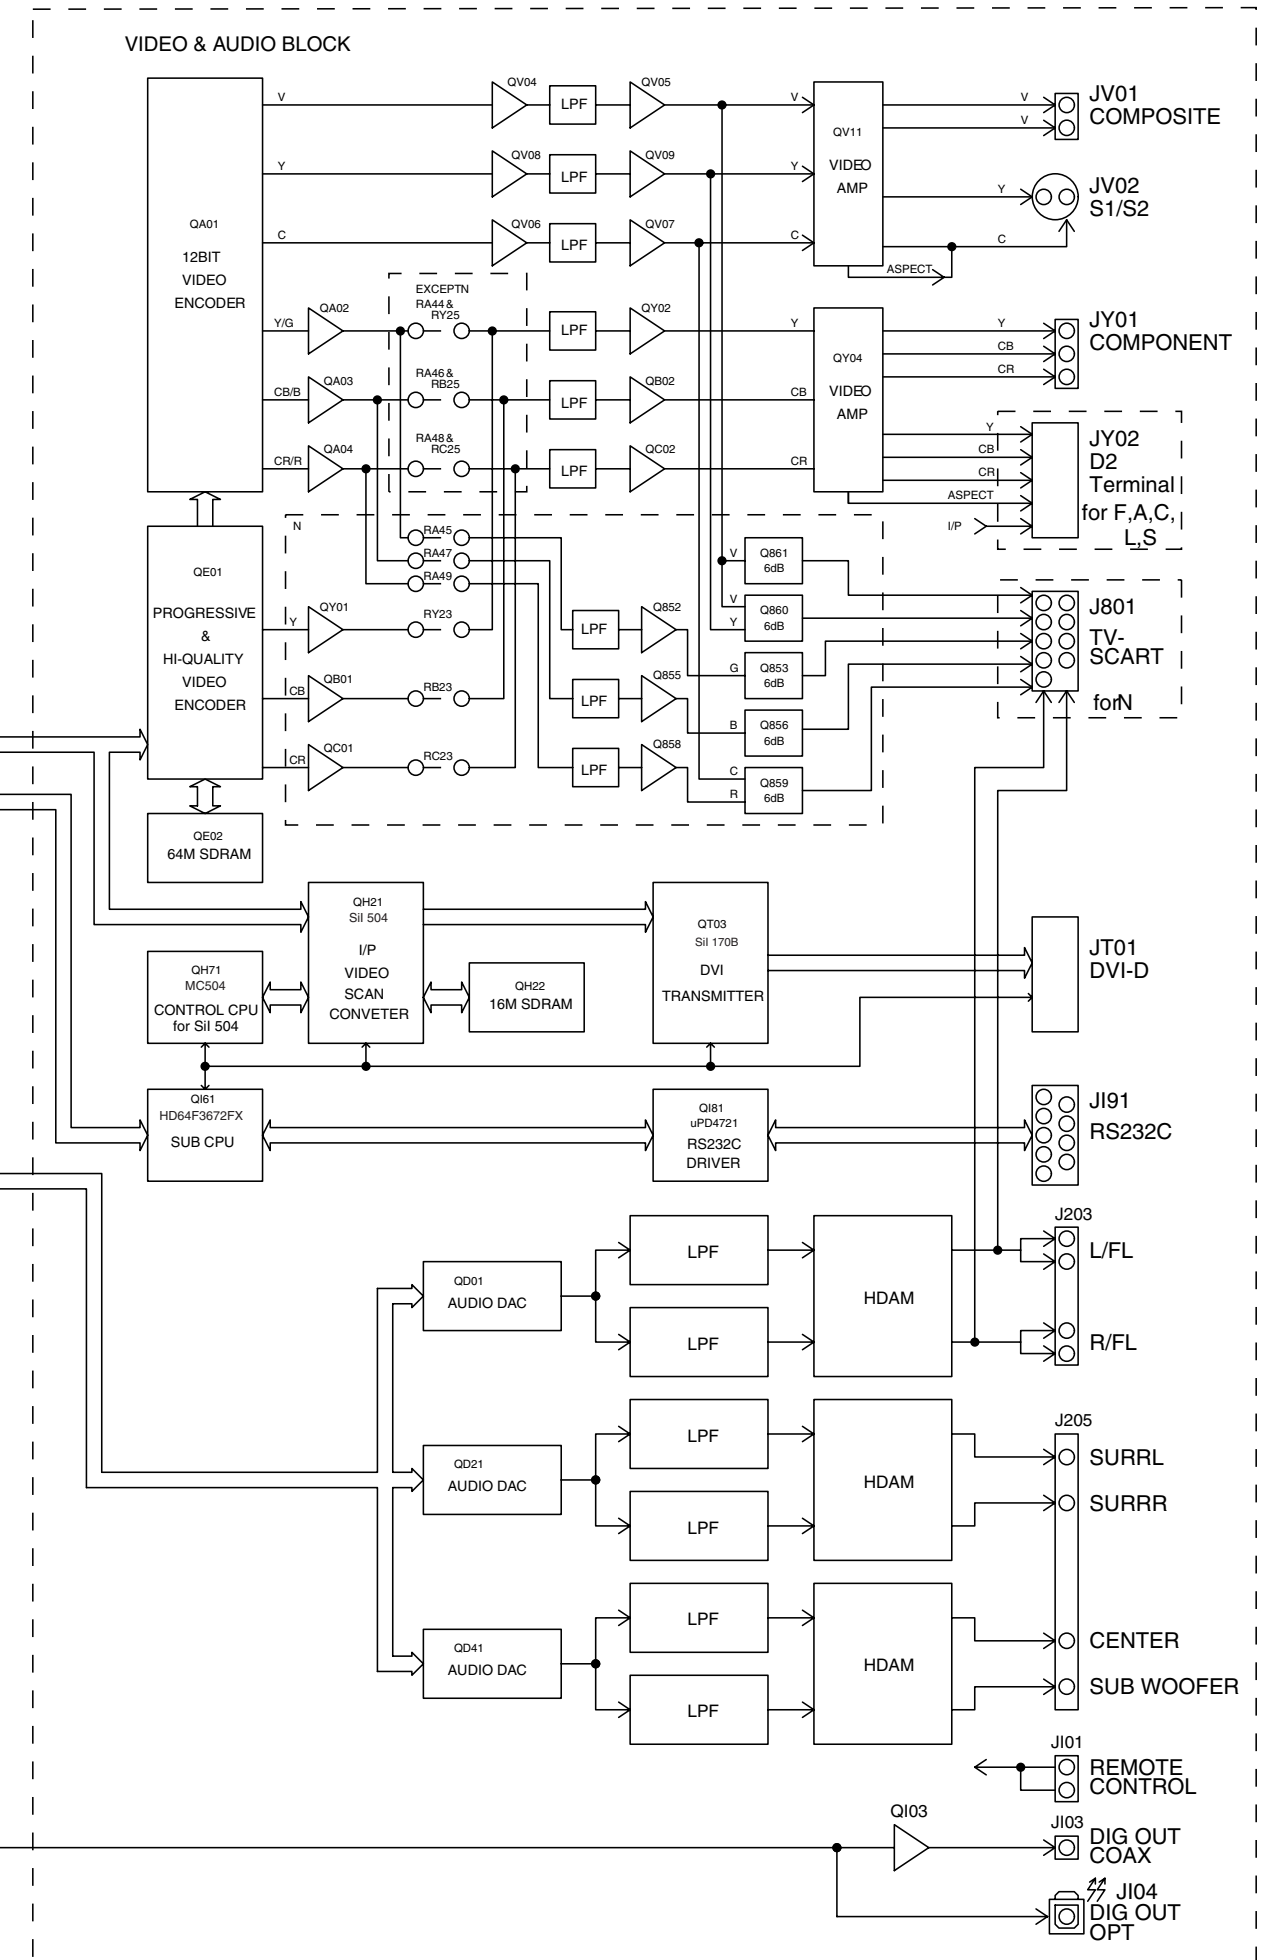 VIDEO & AUDIO BLOCK
QA01
12BIT
VIDEO
ENCODER
V
QV04
LPF
QV05
V
Y
QV08
LPF
QV09
Y
C
QV06
LPF
QV07
C
QV11
VIDEO
AMP
V
V
JV01
COMPOSITE
Y
JV02
S1/S2
C
ASPECT
Y/G
QA02
EXCEPTN
RA44 &
RY25
LPF
QY02
Y
CB/B
QA03
RA46 &
RB25
LPF
QB02
CB
CR/R
QA04
RA48 &
RC25
LPF
QC02
CR
QY04
VIDEO
AMP
Y
CB
CR
JY01
COMPONENT
Y
CB
CR
ASPECT
I/P
JY02
D2
Terminal
for F,A,C,
L,S
QE01
PROGRESSIVE
&
HI-QUALITY
VIDEO
ENCODER
N
RA45
RA47
RA49
Y
QY01
RY23
CB
QB01
RB23
CR
QC01
RC23
LPF
Q852
LPF
Q855
LPF
Q858
V
Q861
6dB
V
Y
Q860
6dB
G
Q853
6dB
B
Q856
6dB
C
R
Q859
6dB
J801
TV-
SCART
forN
QE02
64M SDRAM
QH21
SiI 504
I/P
VIDEO
SCAN
CONVETER
QH71
MC504
CONTROL CPU
for SiI 504
QH22
16M SDRAM
QT03
SiI 170B
DVI
TRANSMITTER
JT01
DVI-D
QI61
HD64F3672FX
SUB CPU
QI81
uPD4721
RS232C
DRIVER
JI91
RS232C
QD01
AUDIO DAC
LPF
LPF
HDAM
J203
L/FL
R/FL
QD21
AUDIO DAC
LPF
LPF
HDAM
J205
SURRL
SURRR
QD41
AUDIO DAC
LPF
LPF
HDAM
CENTER
SUB WOOFER
JI01
REMOTE
CONTROL
QI03
JI03
DIG OUT
COAX
JI04
DIG OUT
OPT